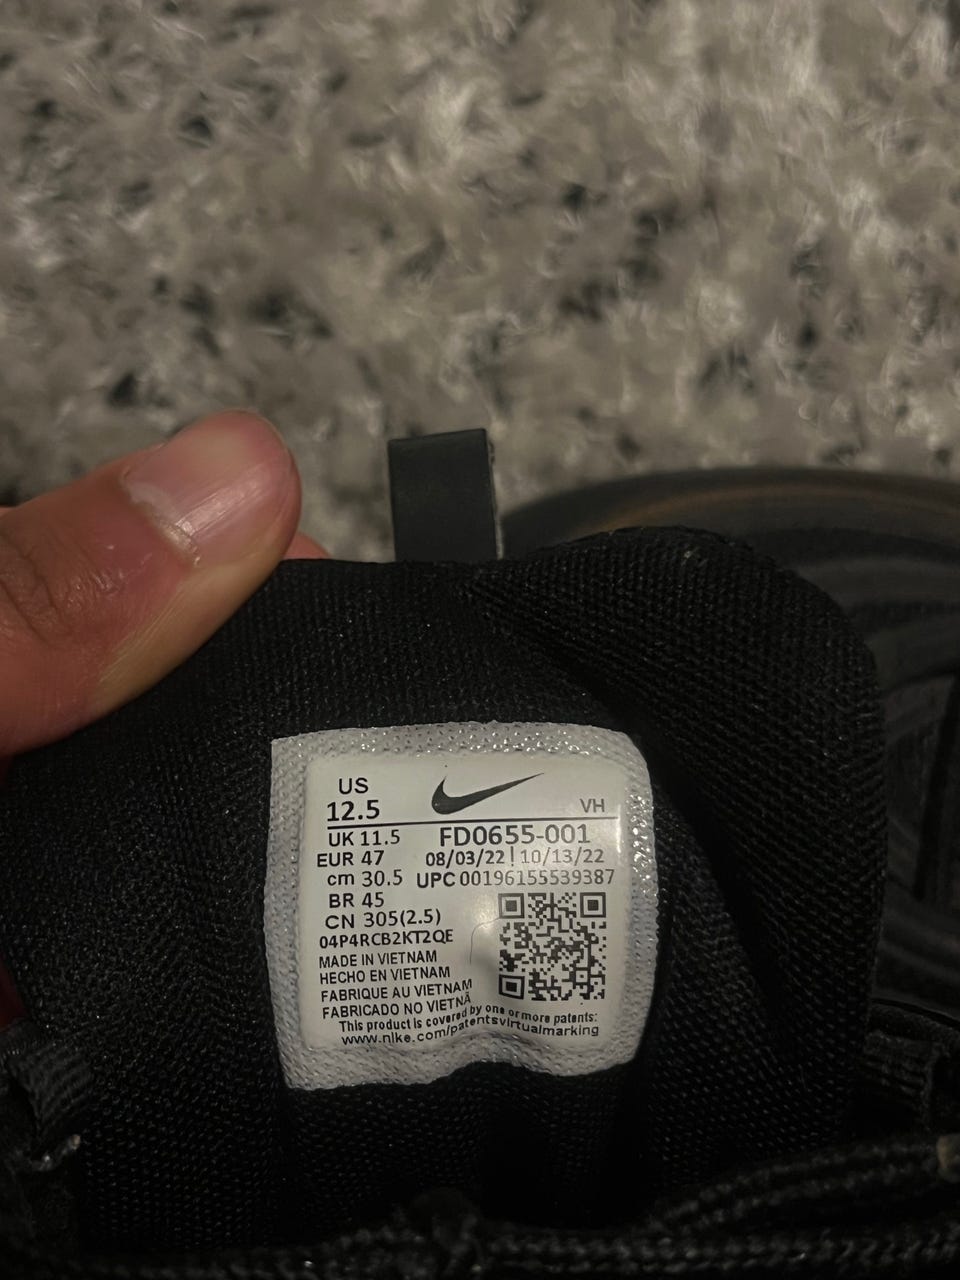 US
12.5
VH
UK 11.5
FD0655-001
EUR 47
08/03/22 | 10/13/22
cm 30.5
UPC 00196155539387
BR 45
CN 305(2.5)
04P4RCB2KT2QE
MADE IN VIETNAM
HECHO EN VIETNAM
FABRIQUE AU VIETNAM
FABRICADO NO VIETNÃ
This product is covered by one or more patents:
www.nike.com/patentsvirtualmarking